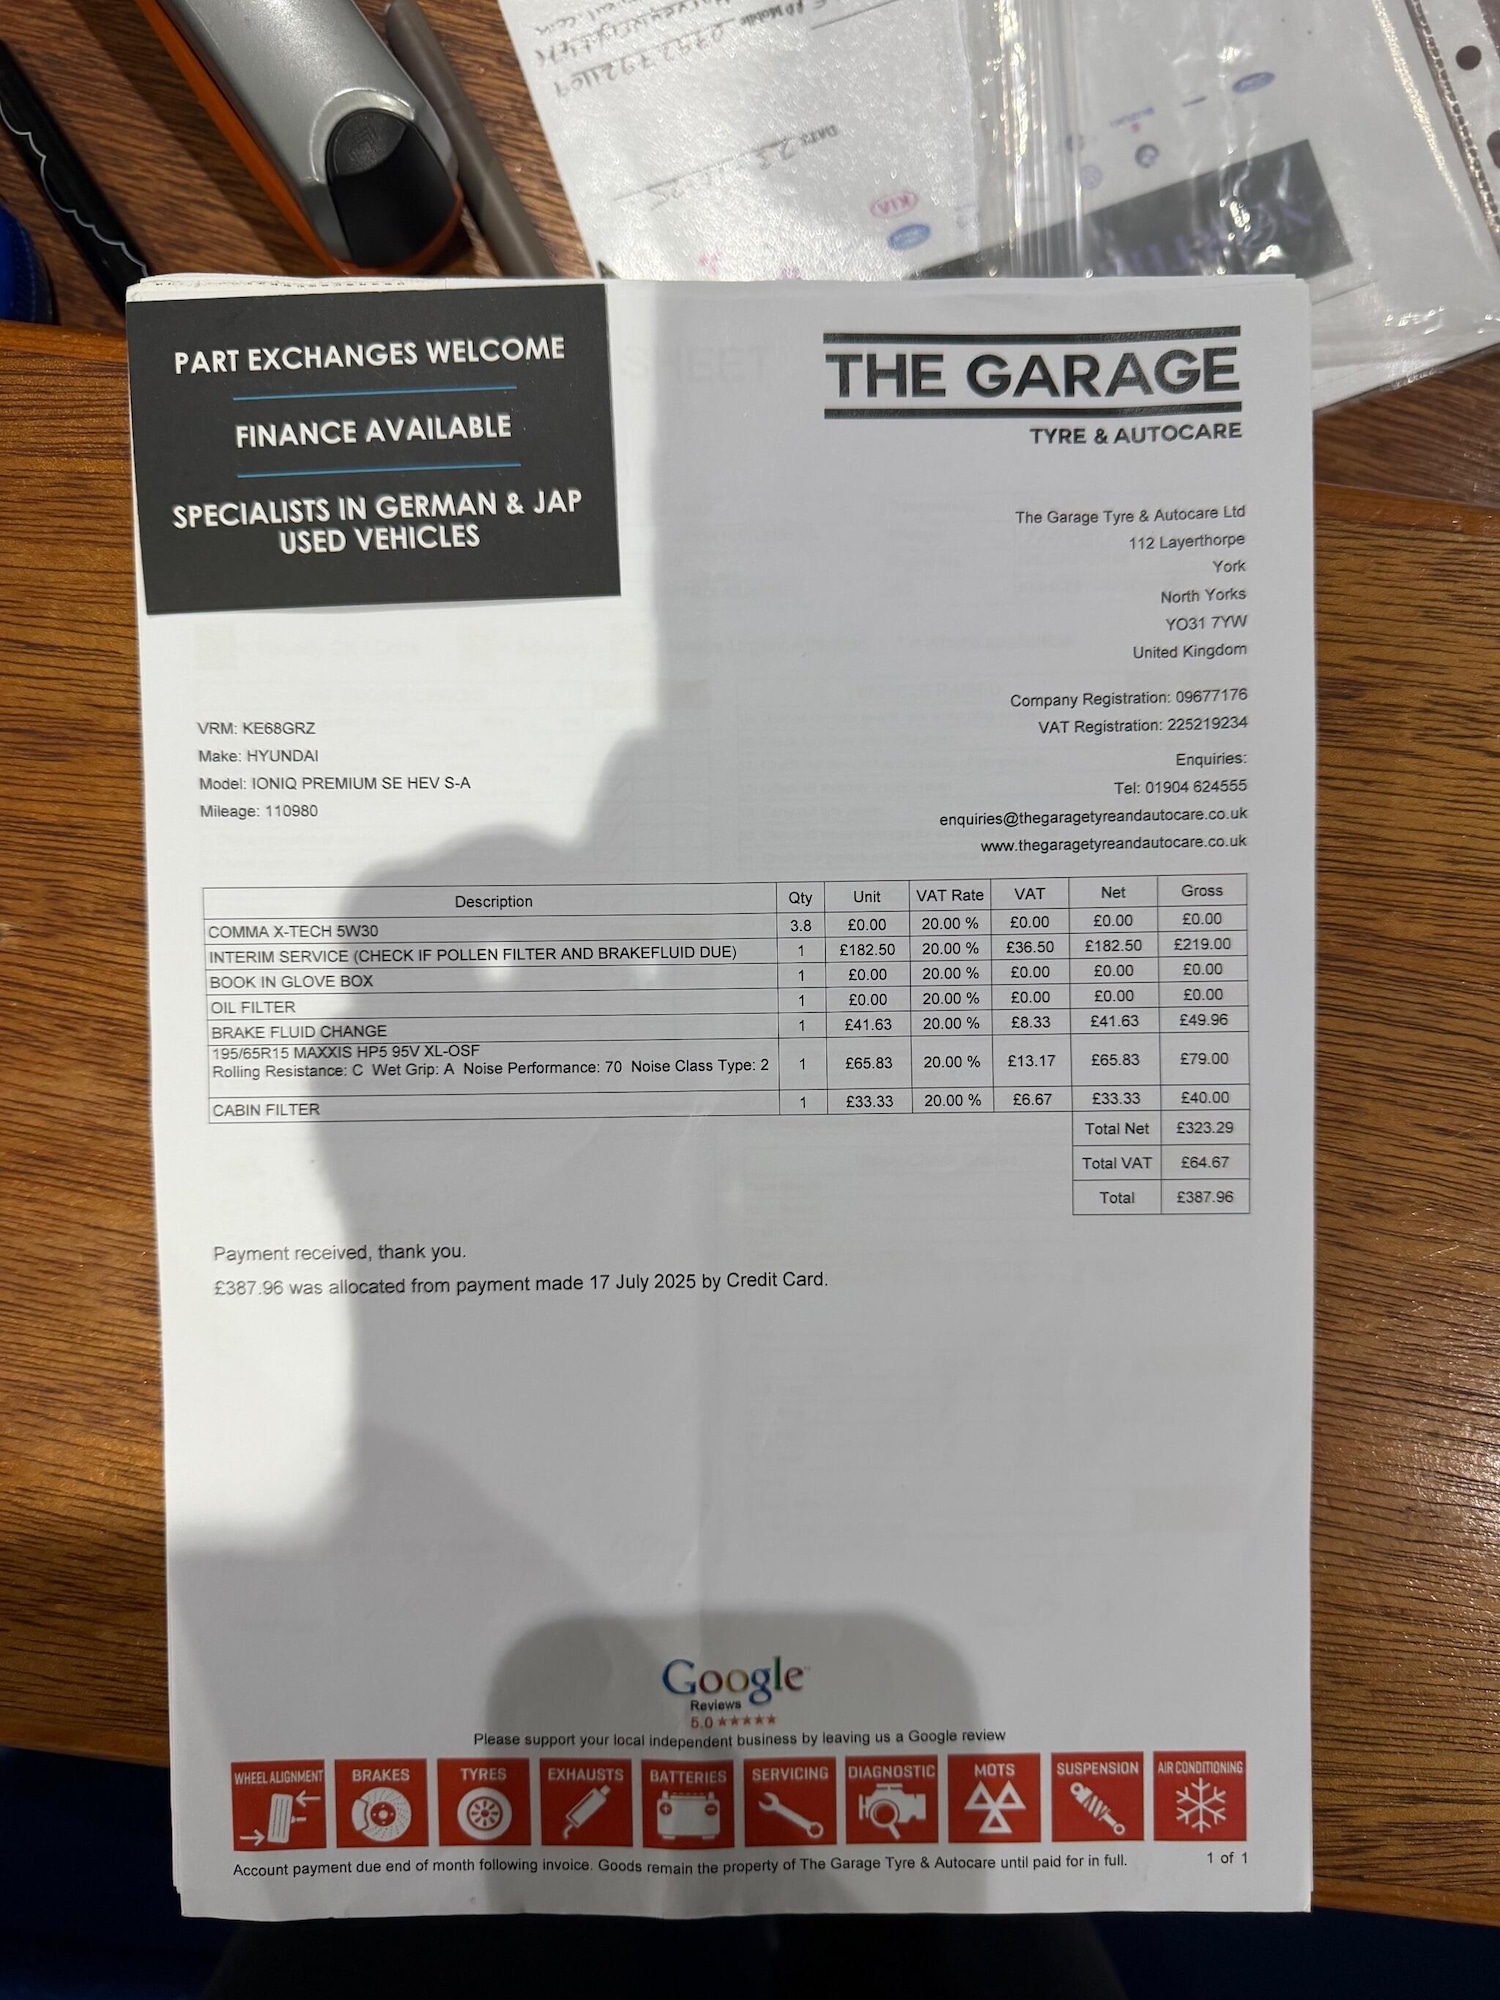 PART EXCHANGES WELCOME
FINANCE AVAILABLE
SPECIALISTS IN GERMAN & JAP
USED VEHICLES
THE GARAGE
TYRE & AUTOCARE
The Garage Tyre & Autocare Ltd
112 Layerthorpe
York
North Yorks
YO31 7YW
United Kingdom
Company Registration: 09677176
VAT Registration: 225219234
Enquiries:
Tel: 01904 624555
enquiries@thegaragetyreandautocare.co.uk
www.thegaragetyreandautocare.co.uk
VRM: KE68GRZ
Make: HYUNDAI
Model: IONIQ PREMIUM SE HEV S-A
Mileage: 110980
Description Qty Unit VAT Rate VAT Net Gross
COMMA X-TECH 5W30 3.8 £0.00 20.00 % £0.00 £0.00 £0.00
INTERIM SERVICE (CHECK IF POLLEN FILTER AND BRAKEFLUID DUE) 1 £182.50 20.00 % £36.50 £182.50 £219.00
BOOK IN GLOVE BOX 1 £0.00 20.00 % £0.00 £0.00 £0.00
OIL FILTER 1 £0.00 20.00 % £0.00 £0.00 £0.00
BRAKE FLUID CHANGE 1 £41.63 20.00 % £8.33 £41.63 £49.96
195/65R15 MAXXIS HP5 95V XL-OSF
Rolling Resistance: C Wet Grip: A Noise Performance: 70 Noise Class Type: 2 1 £65.83 20.00 % £13.17 £65.83 £79.00
CABIN FILTER 1 £33.33 20.00 % £6.67 £33.33 £40.00
Total Net £323.29
Total VAT £64.67
Total £387.96
Payment received, thank you.
£387.96 was allocated from payment made 17 July 2025 by Credit Card.
Google
Reviews
5.0 ★★★★★
Please support your local independent business by leaving us a Google review
WHEEL ALIGNMENT BRAKES TYRES EXHAUSTS BATTERIES SERVICING DIAGNOSTIC MOTS SUSPENSION AIR CONDITIONING
Account payment due end of month following invoice. Goods remain the property of The Garage Tyre & Autocare until paid for in full.
1 of 1
DATE
KIA
SUZUKI